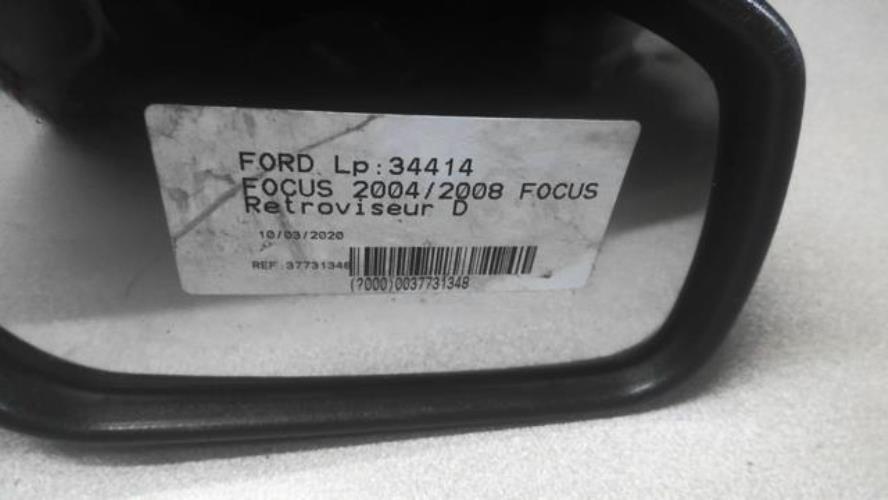 FORD Lp:34414
FOCUS 2004/2008 FOCUS
Retroviseur D
10/03/2020
REF 37731348
(?000)0037731348